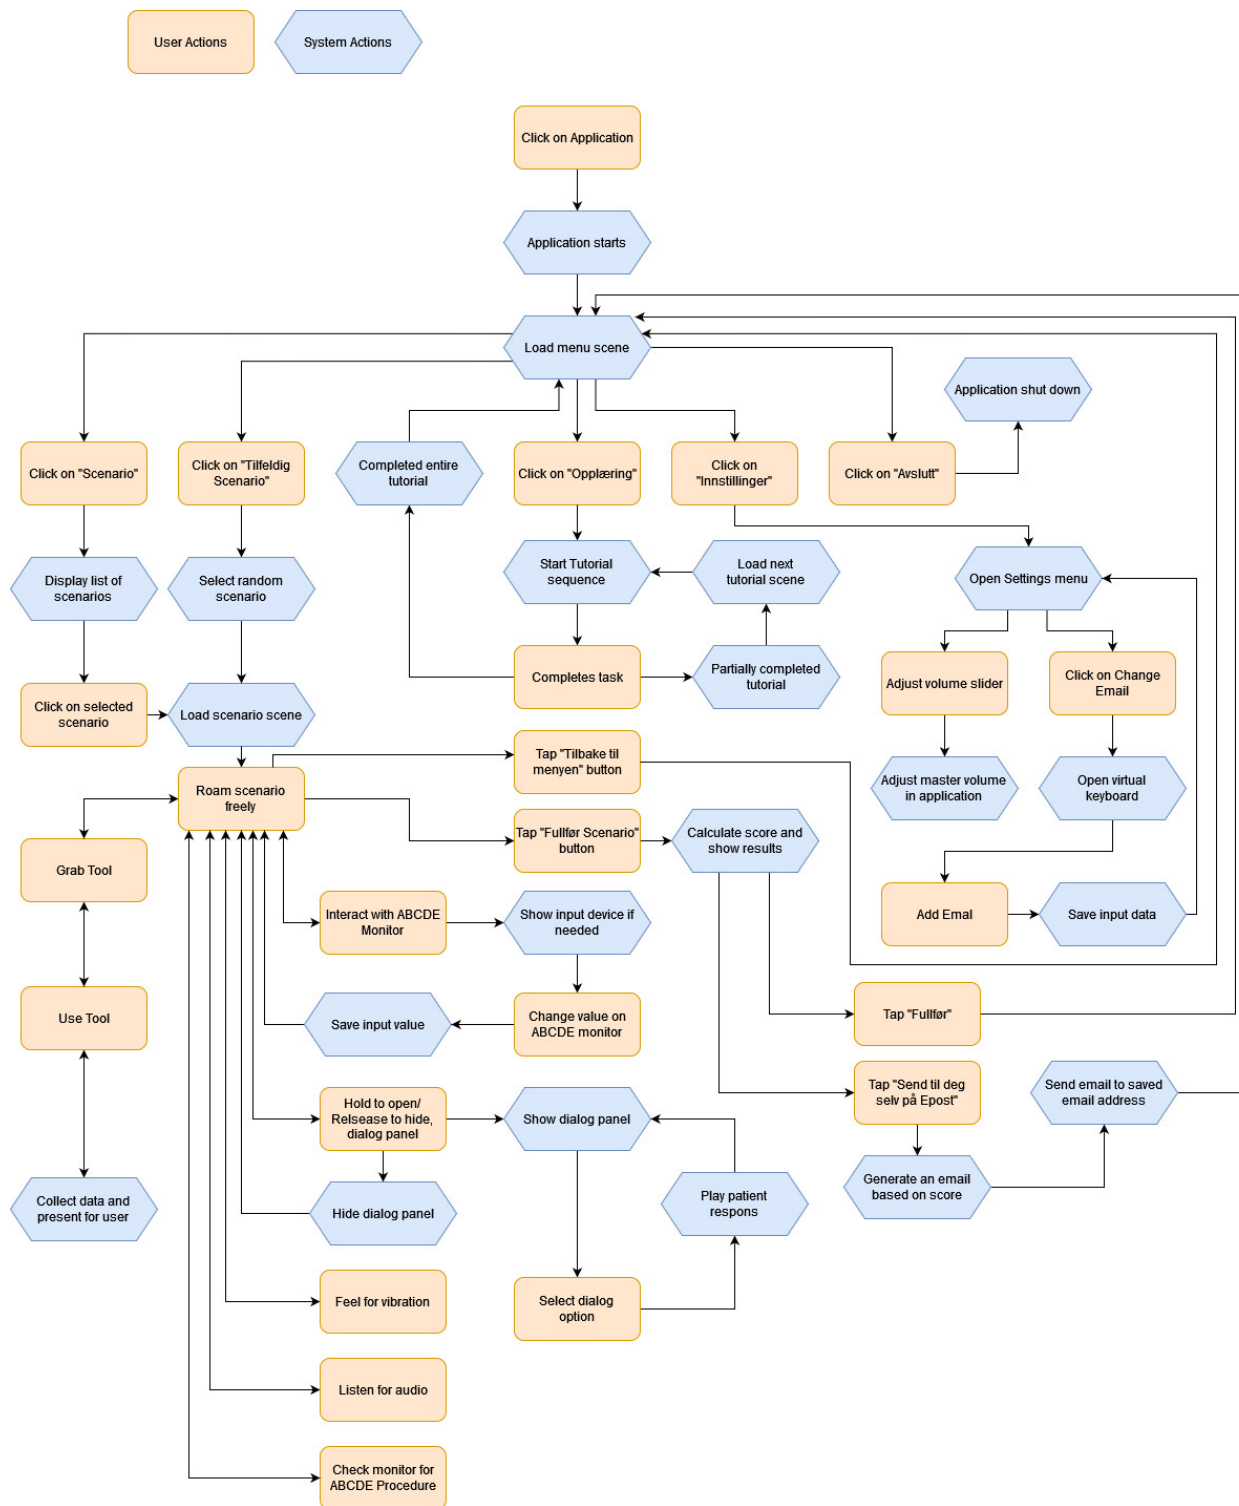 User Actions
System Actions
Click on Application
Application starts
Load menu scene
Application shut down
Click on "Scenario"
Click on "Tilfeldig
Scenario"
Completed entire
tutorial
Click on "Opplæring"
Click on
"Innstillinger"
Click on "Avslutt"
Display list of
scenarios
Select random
scenario
Start Tutorial
sequence
Load next
tutorial scene
Open Settings menu
Click on selected
scenario
Load scenario scene
Completes task
Partially completed
tutorial
Adjust volume slider
Click on Change
Email
Roam scenario
freely
Tap "Tilbake til
menyen" button
Adjust master volume
in application
Open virtual
keyboard
Grab Tool
Tap "Fullfør Scenario"
button
Calculate score and
show results
Interact with ABCDE
Monitor
Show input device if
needed
Add Emal
Save input data
Use Tool
Save input value
Change value on
ABCDE monitor
Tap "Fullfør"
Hold to open/
Relsease to hide,
dialog panel
Show dialog panel
Tap "Send til deg
selv på Epost"
Send email to saved
email address
Collect data and
present for user
Hide dialog panel
Play patient
respons
Generate an email
based on score
Feel for vibration
Select dialog
option
Listen for audio
Check monitor for
ABCDE Procedure